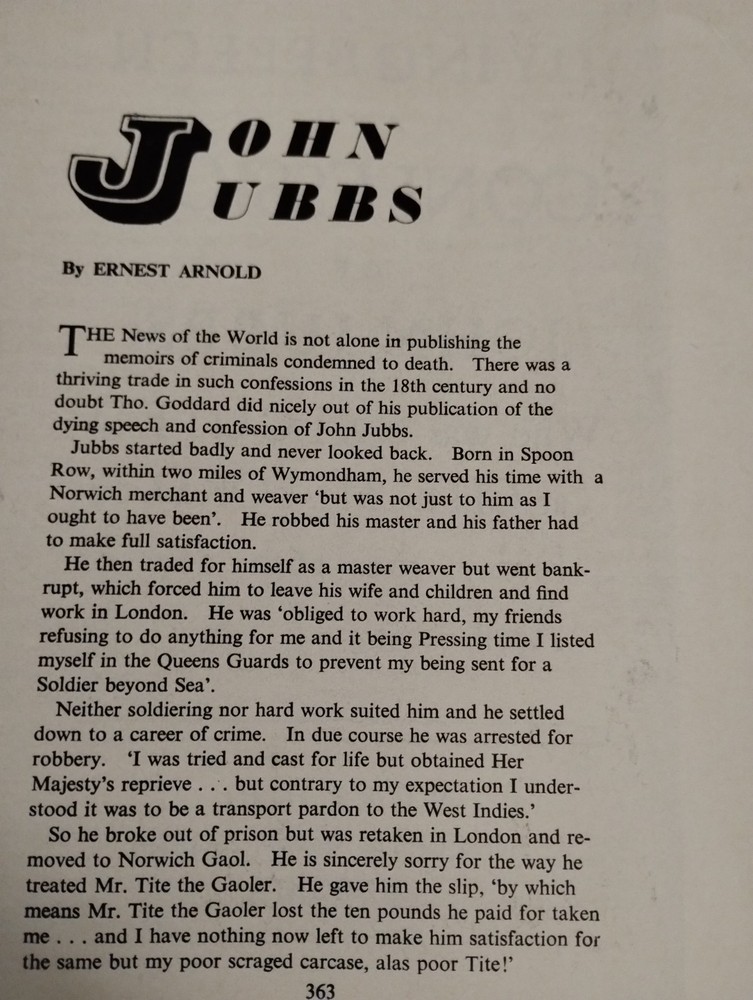 JOHN
JUBBS
By ERNEST ARNOLD
THE News of the World is not alone in publishing the
memoirs of criminals condemned to death. There was a
thriving trade in such confessions in the 18th century and no
doubt Tho. Goddard did nicely out of his publication of the
dying speech and confession of John Jubbs.
Jubbs started badly and never looked back. Born in Spoon
Row, within two miles of Wymondham, he served his time with a
Norwich merchant and weaver ‘but was not just to him as I
ought to have been’. He robbed his master and his father had
to make full satisfaction.
He then traded for himself as a master weaver but went bank-
rupt, which forced him to leave his wife and children and find
work in London. He was ‘obliged to work hard, my friends
refusing to do anything for me and it being Pressing time I listed
myself in the Queens Guards to prevent my being sent for a
Soldier beyond Sea’.
Neither soldiering nor hard work suited him and he settled
down to a career of crime. In due course he was arrested for
robbery. ‘I was tried and cast for life but obtained Her
Majesty’s reprieve . . . but contrary to my expectation I under-
stood it was to be a transport pardon to the West Indies.’
So he broke out of prison but was retaken in London and re-
moved to Norwich Gaol. He is sincerely sorry for the way he
treated Mr. Tite the Gaoler. He gave him the slip, ‘by which
means Mr. Tite the Gaoler lost the ten pounds he paid for taken
me . . . and I have nothing now left to make him satisfaction for
the same but my poor scraged carcase, alas poor Tite!’
363